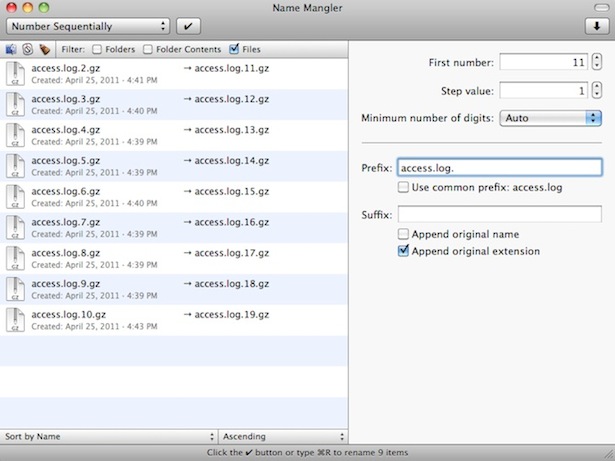 Name Mangler
Number Sequentially
✔
Filter: Folders Folder Contents Files
access.log.2.gz → access.log.11.gz
Created: April 25, 2011 - 4:41 PM
access.log.3.gz → access.log.12.gz
Created: April 25, 2011 - 4:40 PM
access.log.4.gz → access.log.13.gz
Created: April 25, 2011 - 4:39 PM
access.log.5.gz → access.log.14.gz
Created: April 25, 2011 - 4:39 PM
access.log.6.gz → access.log.15.gz
Created: April 25, 2011 - 4:40 PM
access.log.7.gz → access.log.16.gz
Created: April 25, 2011 - 4:39 PM
access.log.8.gz → access.log.17.gz
Created: April 25, 2011 - 4:39 PM
access.log.9.gz → access.log.18.gz
Created: April 25, 2011 - 4:39 PM
access.log.10.gz → access.log.19.gz
Created: April 25, 2011 - 4:43 PM
Sort by Name
Ascending
First number: 11
Step value: 1
Minimum number of digits: Auto
Prefix: access.log.
Use common prefix: access.log
Suffix:
Append original name
Append original extension
Click the ✔ button or type ⌘R to rename 9 items